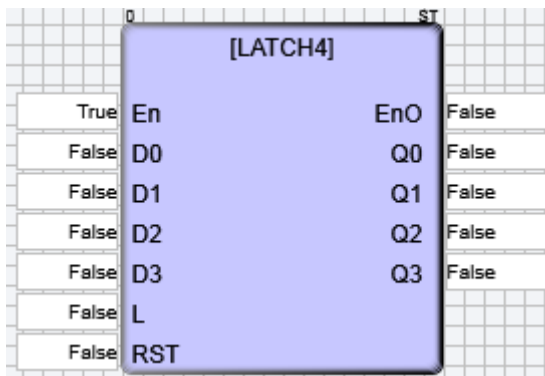 0 ST
[LATCH4]
True En EnO False
False D0 Q0 False
False D1 Q1 False
False D2 Q2 False
False D3 Q3 False
False L
False RST